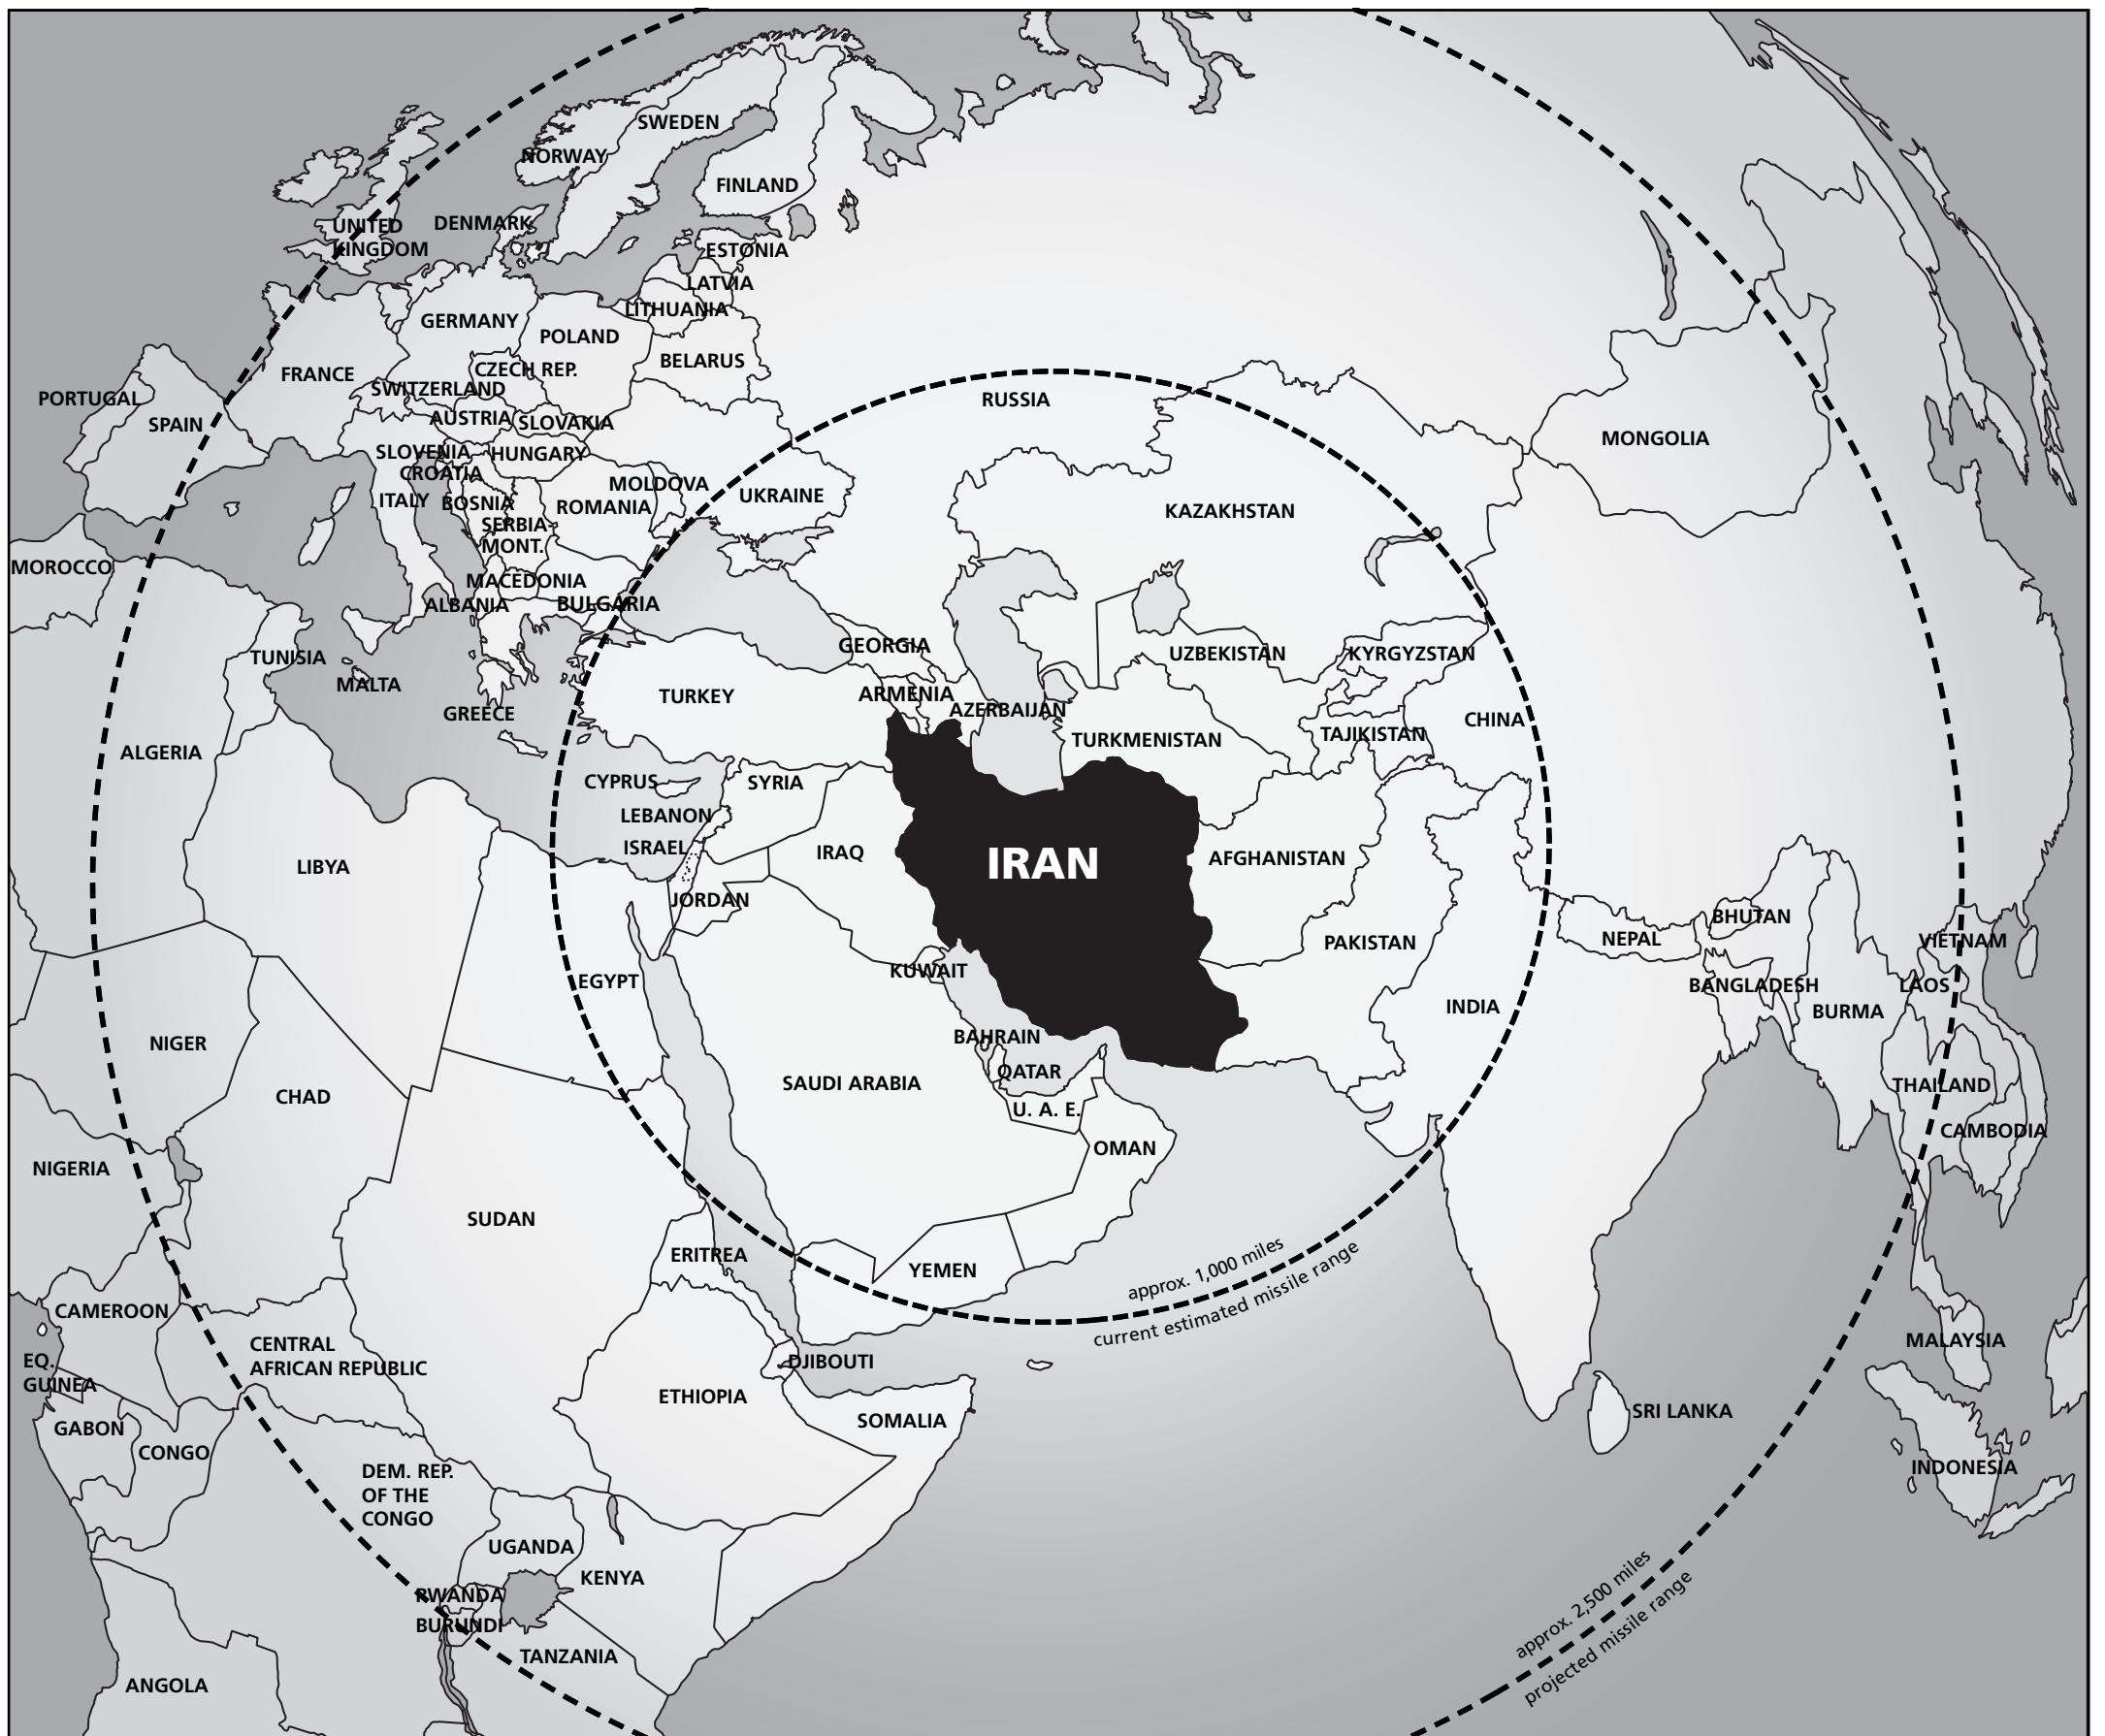 SWEDEN
NORWAY
FINLAND
UNITED
KINGDOM
DENMARK
ESTONIA
LATVIA
LITHUANIA
GERMANY
POLAND
BELARUS
CZECH REP.
FRANCE
SWITZERLAND
PORTUGAL
SPAIN
AUSTRIA
SLOVAKIA
RUSSIA
MONGOLIA
SLOVENIA
HUNGARY
CROATIA
ITALY
BOSNIA
MOLDOVA
ROMANIA
UKRAINE
KAZAKHSTAN
SERBIA-
MONT.
MOROCCO
MACEDONIA
ALBANIA
BULGARIA
GEORGIA
UZBEKISTAN
KYRGYZSTAN
TUNISIA
MALTA
GREECE
TURKEY
ARMENIA
AZERBAIJAN
TURKMENISTAN
TAJIKISTAN
CHINA
ALGERIA
CYPRUS
SYRIA
LEBANON
ISRAEL
IRAQ
IRAN
AFGHANISTAN
LIBYA
JORDAN
PAKISTAN
NEPAL
BHUTAN
VIETNAM
KUWAIT
EGYPT
BANGLADESH
LAOS
BURMA
INDIA
NIGER
BAHRAIN
QATAR
SAUDI ARABIA
U. A. E.
CHAD
THAILAND
OMAN
CAMBODIA
NIGERIA
SUDAN
ERITREA
YEMEN
approx. 1,000 miles
current estimated missile range
CAMEROON
CENTRAL
AFRICAN REPUBLIC
EQ.
GUINEA
DJIBOUTI
MALAYSIA
ETHIOPIA
SOMALIA
SRI LANKA
GABON
CONGO
INDONESIA
DEM. REP.
OF THE
CONGO
UGANDA
KENYA
RWANDA
BURUNDI
TANZANIA
ANGOLA
approx. 2,500 miles
projected missile range